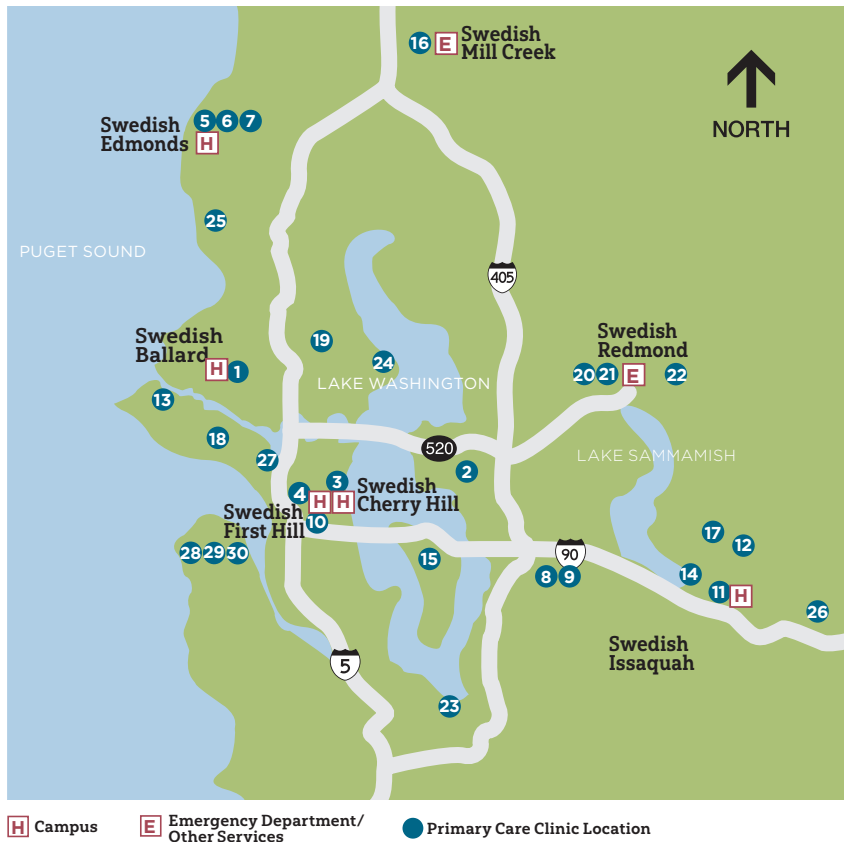 16 E Swedish
Mill Creek
NORTH
5 6 7
Swedish
Edmonds H
25
PUGET SOUND
405
Swedish
Ballard H 1
19
24
LAKE WASHINGTON
Swedish
Redmond
20 21 E 22
13
18
27
520
2
LAKE SAMMAMISH
3
4 H H Swedish
Cherry Hill
Swedish
First Hill 10
28 29 30
15
90
8 9
17
12
14
11 H
26
Swedish
Issaquah
5
23
H Campus
E Emergency Department/
Other Services
Primary Care Clinic Location